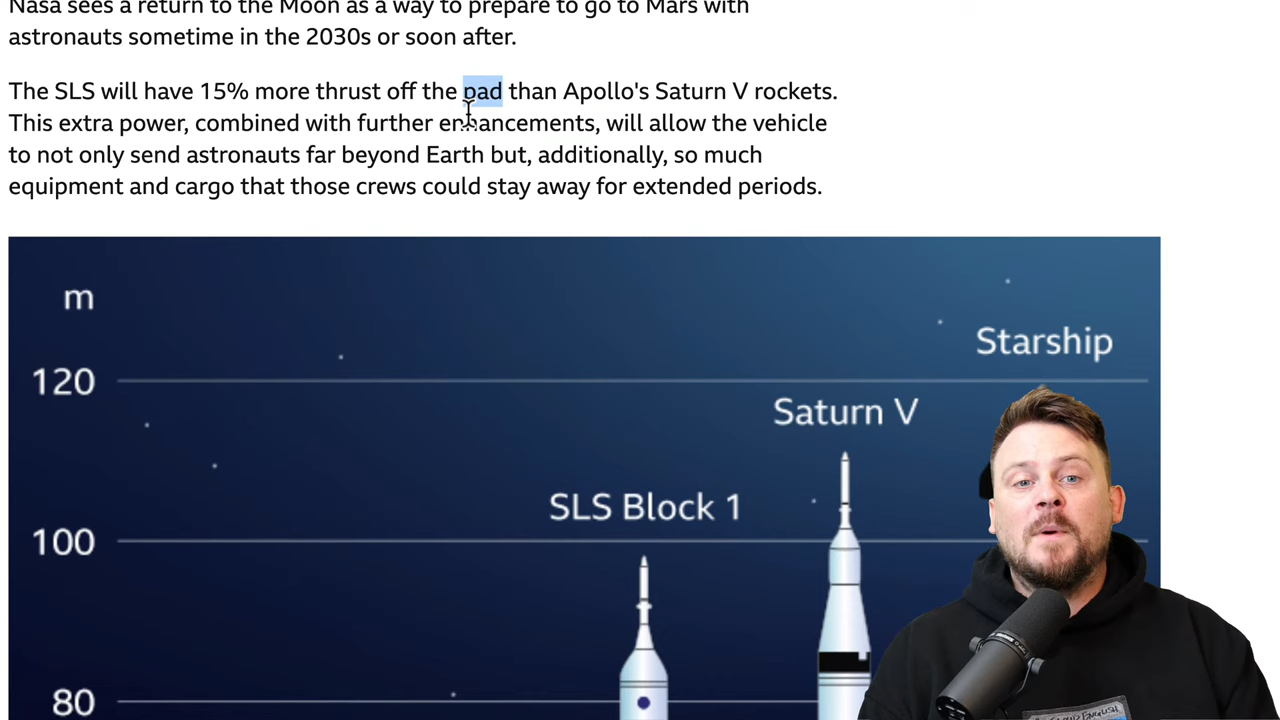 Nasa sees a return to the Moon as a way to prepare to go to Mars with
astronauts sometime in the 2030s or soon after.
The SLS will have 15% more thrust off the pad than Apollo's Saturn V rockets.
This extra power, combined with further enhancements, will allow the vehicle
to not only send astronauts far beyond Earth but, additionally, so much
equipment and cargo that those crews could stay away for extended periods.
m
Starship
120
Saturn V
SLS Block 1
100
80
ENGLISH